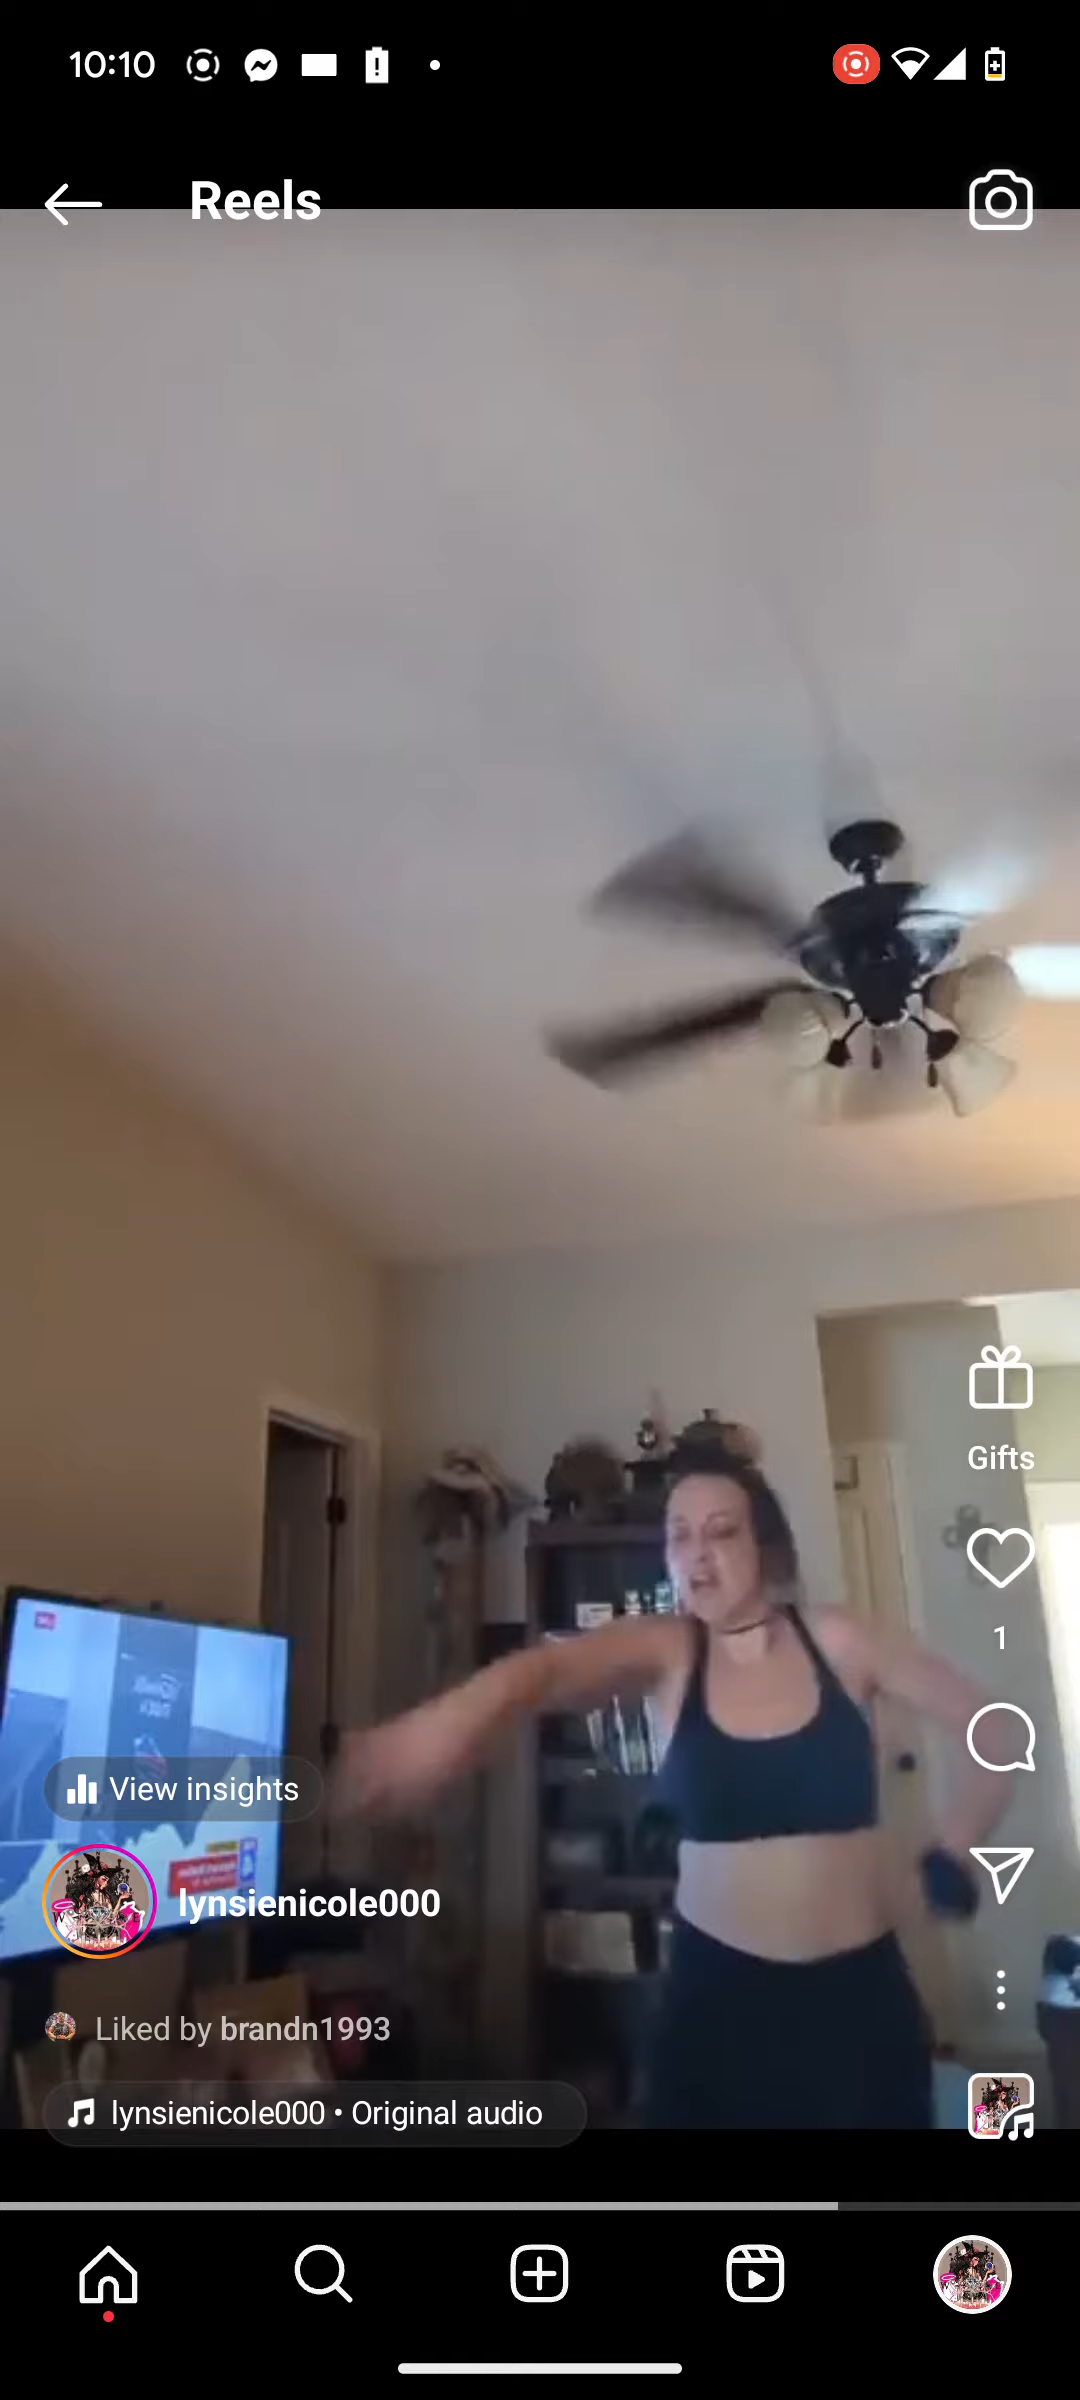 10:10
Reels
Gifts
1
View insights
lynsienicole000
Liked by brandn1993
lynsienicole000 • Original audio